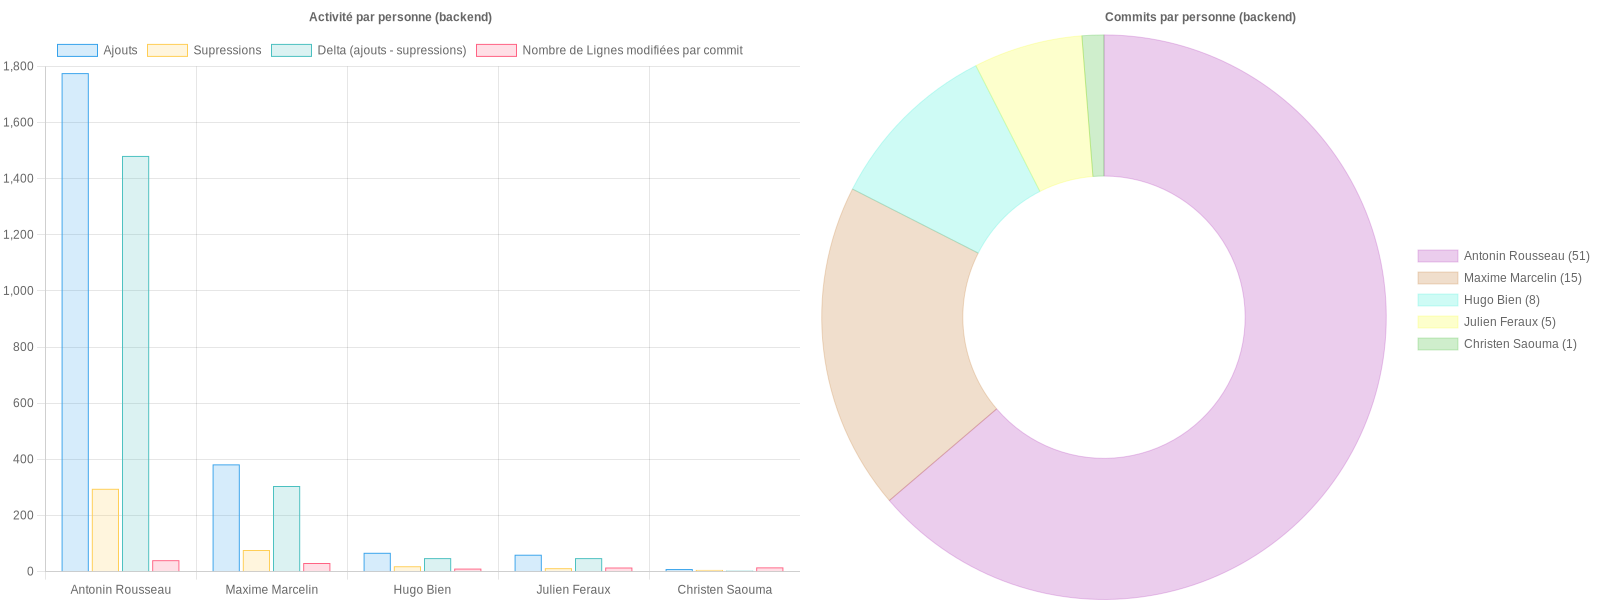 Activité par personne (backend)
Ajouts Supressions Delta (ajouts - supressions) Nombre de Lignes modifiées par commit
1,800
1,600
1,400
1,200
1,000
800
600
400
200
0
Antonin Rousseau Maxime Marcelin Hugo Bien Julien Feraux Christen Saouma
Commits par personne (backend)
Antonin Rousseau (51)
Maxime Marcelin (15)
Hugo Bien (8)
Julien Feraux (5)
Christen Saouma (1)